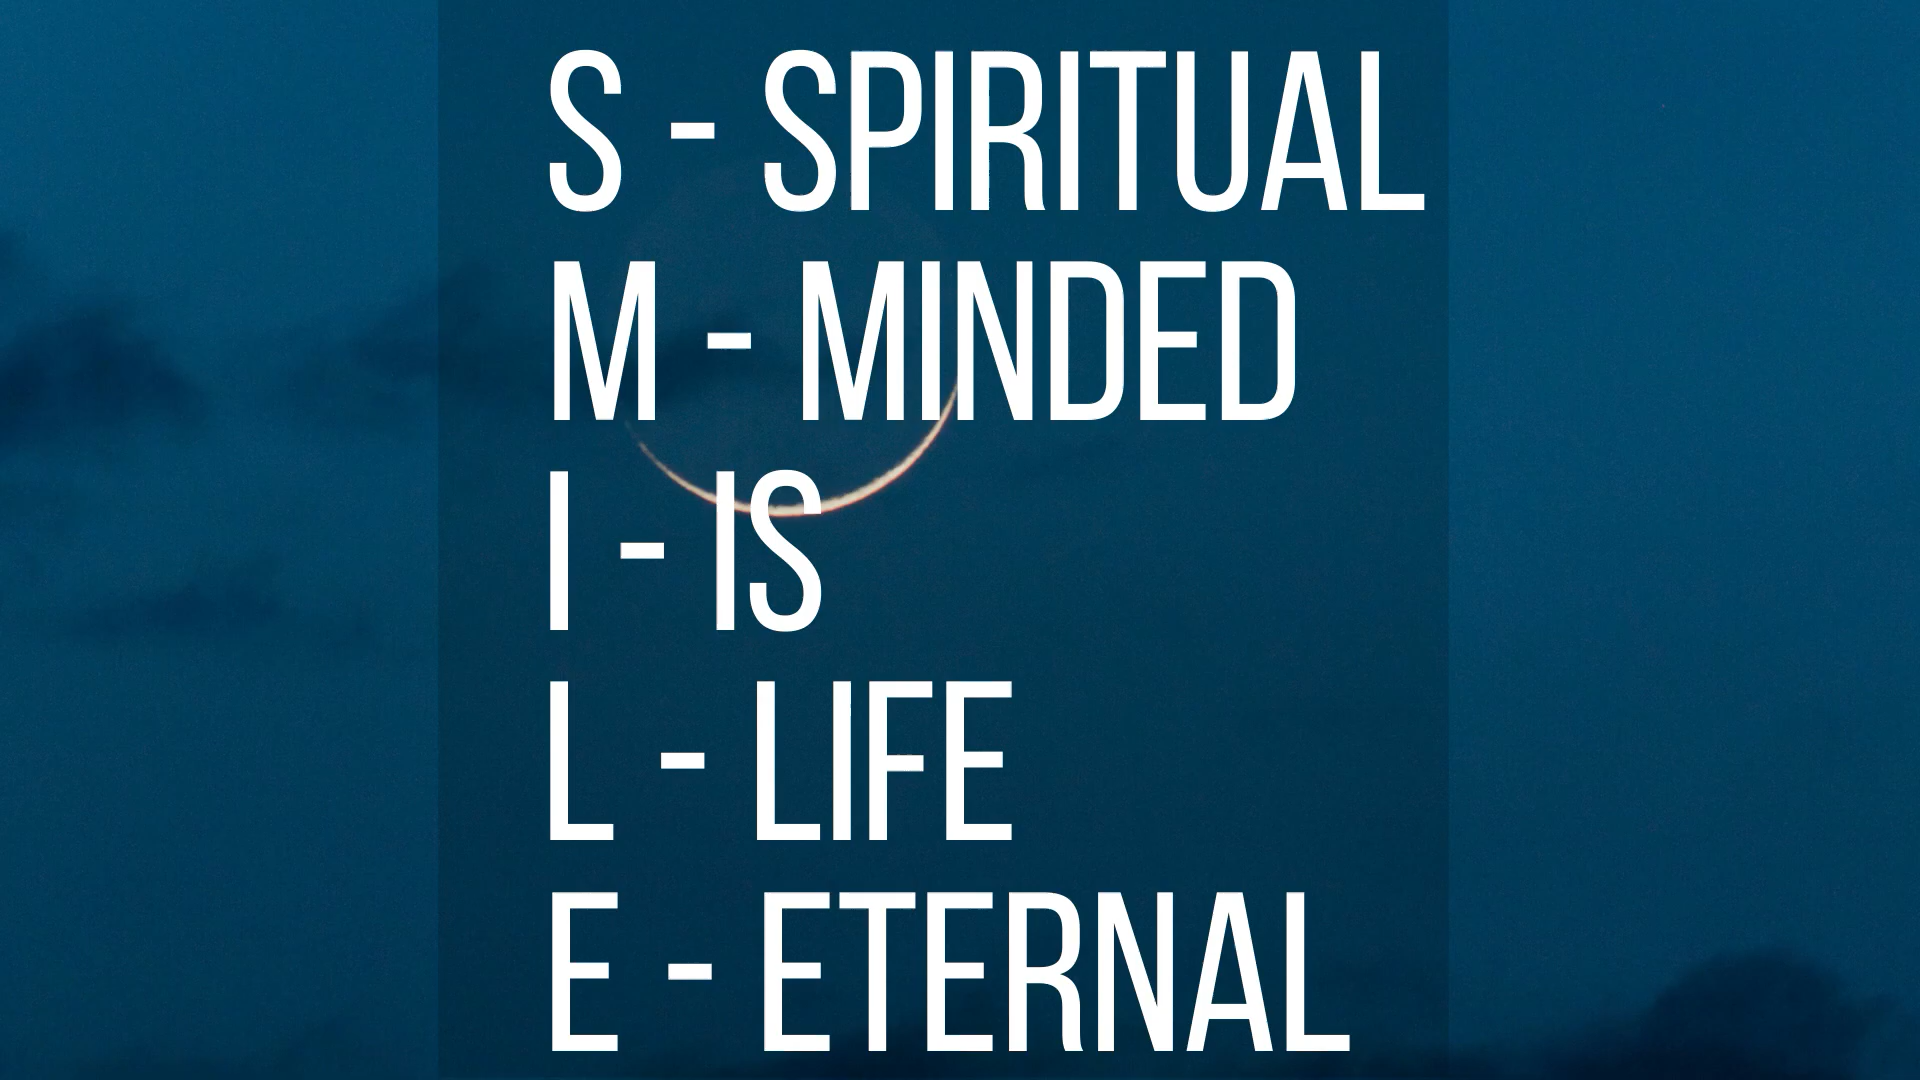 S - SPIRITUAL
M - MINDED
I - IS
L - LIFE
E - ETERNAL